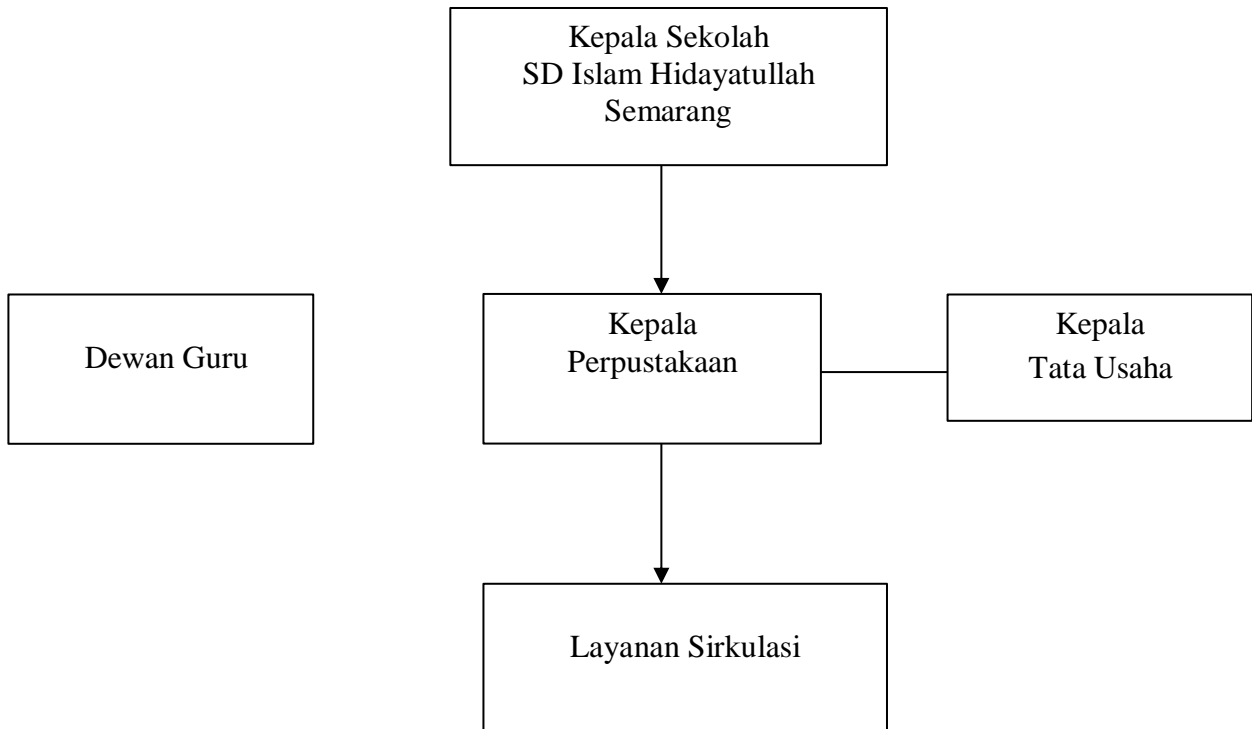 Kepala Sekolah
SD Islam Hidayatullah
Semarang
Dewan Guru
Kepala
Perpustakaan
Kepala
Tata Usaha
Layanan Sirkulasi